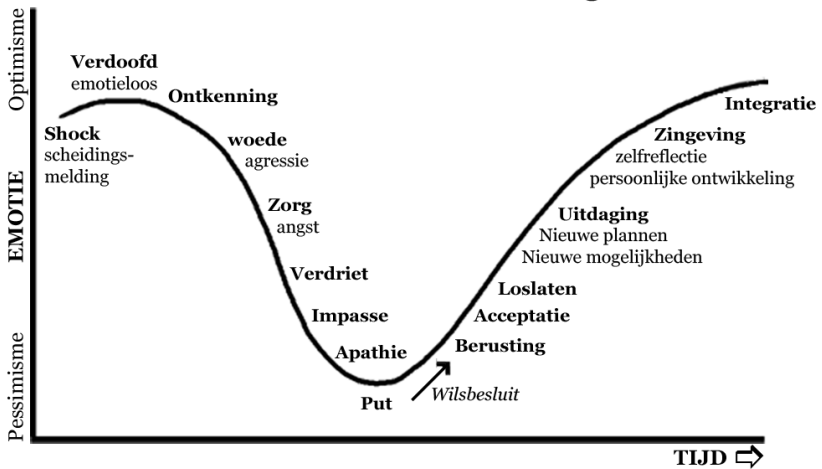 Optimisme
EMOTIE
Pessimisme
Verdoofd
emotieloos
Shock
scheidings-
melding
Ontkenning
woede
agressie
Zorg
angst
Verdriet
Impasse
Apathie
Put
Wilsbesluit
Berusting
Acceptatie
Loslaten
Uitdaging
Nieuwe plannen
Nieuwe mogelijkheden
Zingeving
zelfreflectie
persoonlijke ontwikkeling
Integratie
TIJD